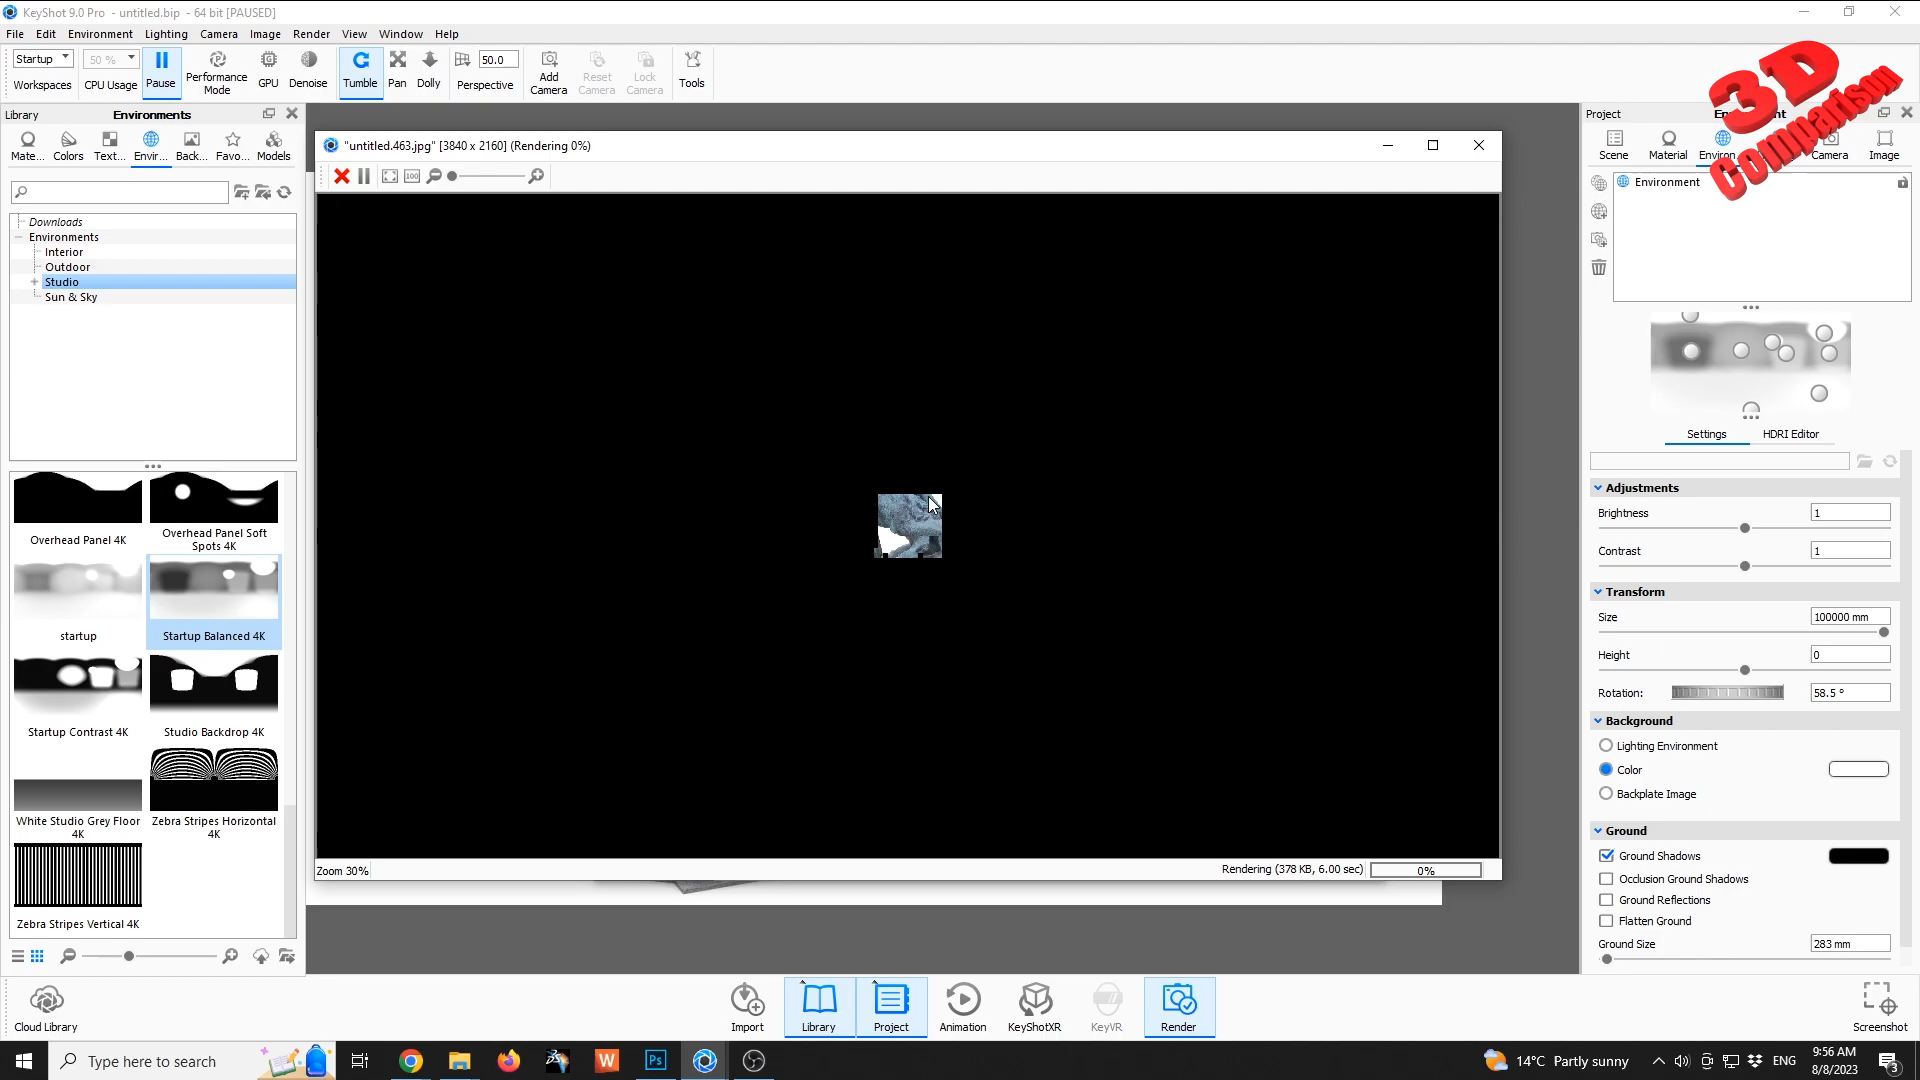 KeyShot 9.0 Pro - untitled.bip - 64 bit [PAUSED]
File Edit Environment Lighting Camera Image Render View Window Help
Startup
50 %
50.0
Workspaces
CPU Usage
Pause
Performance
Mode
GPU
Denoise
Tumble
Pan
Dolly
Perspective
Add
Camera
Reset
Camera
Lock
Camera
Tools
3D
Comparison
Library
Environments
Mate... Colors Text... Envir... Back... Favo... Models
Downloads
Environments
Interior
Outdoor
Studio
Sun & Sky
Overhead Panel 4K
Overhead Panel Soft
Spots 4K
startup
Startup Balanced 4K
Startup Contrast 4K
Studio Backdrop 4K
White Studio Grey Floor
4K
Zebra Stripes Horizontal
4K
Zebra Stripes Vertical 4K
"untitled.463.jpg" [3840 x 2160] (Rendering 0%)
100
Zoom 30%
Rendering (378 KB, 6.00 sec)
0%
Project
Scene Material Environ Camera Image
Environment
Settings
HDRI Editor
Adjustments
Brightness
1
Contrast
1
Transform
Size
100000 mm
Height
0
Rotation:
58.5 °
Background
Lighting Environment
Color
Backplate Image
Ground
Ground Shadows
Occlusion Ground Shadows
Ground Reflections
Flatten Ground
Ground Size
283 mm
Cloud Library
Import
Library
Project
Animation
KeyShotXR
KeyVR
Render
Screenshot
Type here to search
W
Ps
14°C Partly sunny
ENG
9:56 AM
8/8/2023
3